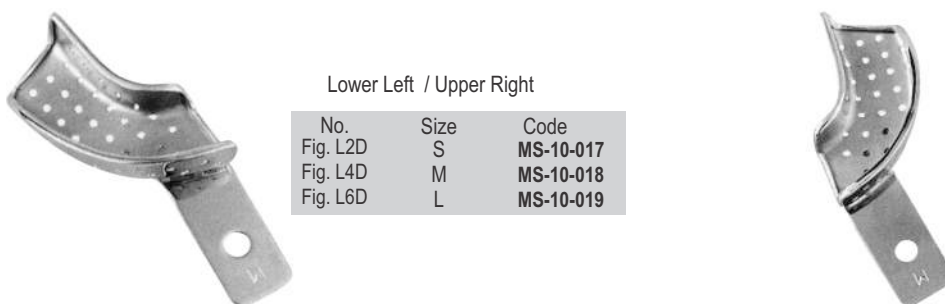 Lower Left / Upper Right
No. Size Code
Fig. L2D S MS-10-017
Fig. L4D M MS-10-018
Fig. L6D L MS-10-019
M
M